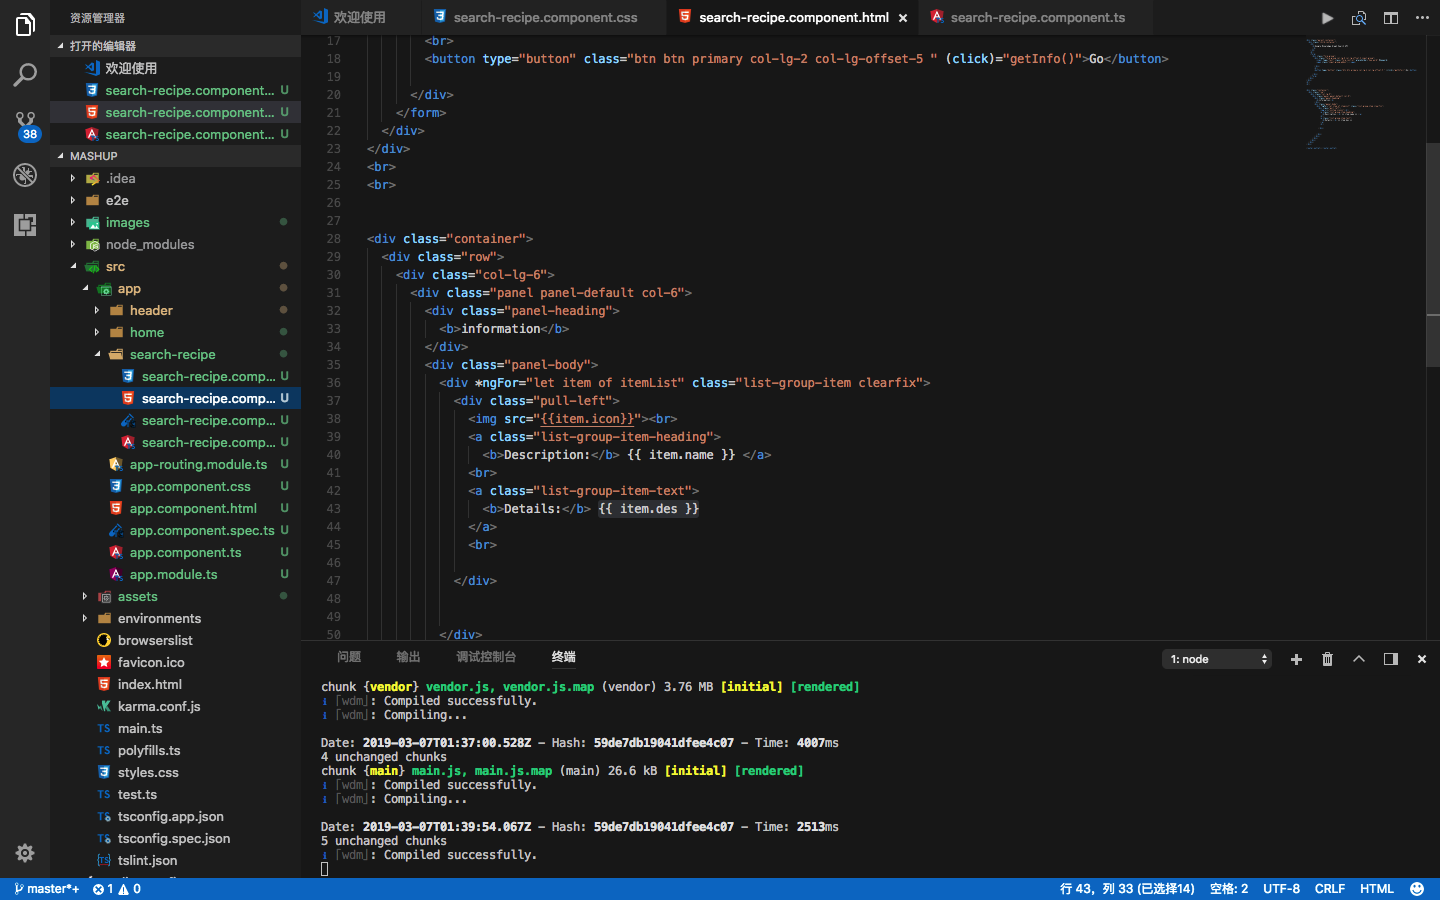 资源管理器
打开的编辑器
欢迎使用
search-recipe.component... U
search-recipe.component... U
search-recipe.component... U
38
MASHUP
.idea
e2e
images
node_modules
src
app
header
home
search-recipe
search-recipe.comp... U
search-recipe.comp... U
search-recipe.comp... U
search-recipe.comp... U
app-routing.module.ts U
app.component.css U
app.component.html U
app.component.spec.ts U
app.component.ts U
app.module.ts U
assets
environments
browserslist
favicon.ico
index.html
karma.conf.js
main.ts
polyfills.ts
styles.css
test.ts
tsconfig.app.json
tsconfig.spec.json
tslint.json
欢迎使用
search-recipe.component.css
search-recipe.component.html
search-recipe.component.ts
17 <br>
18 <button type="button" class="btn btn primary col-lg-2 col-lg-offset-5 " (click)="getInfo()">Go</button>
19
20 </div>
21 </form>
22 </div>
23 </div>
24 <br>
25 <br>
26
27
28 <div class="container">
29 <div class="row">
30 <div class="col-lg-6">
31 <div class="panel panel-default col-6">
32 <div class="panel-heading">
33 <b>information</b>
34 </div>
35 <div class="panel-body">
36 <div *ngFor="let item of itemList" class="list-group-item clearfix">
37 <div class="pull-left">
38 <img src="{{item.icon}}"><br>
39 <a class="list-group-item-heading">
40 <b>Description:</b> {{ item.name }} </a>
41 <br>
42 <a class="list-group-item-text">
43 <b>Details:</b> {{ item.des }}
44 </a>
45 <br>
46
47 </div>
48
49
50 </div>
问题 输出 调试控制台 终端
1: node
chunk {vendor} vendor.js, vendor.js.map (vendor) 3.76 MB [initial] [rendered]
ℹ ｢wdm｣: Compiled successfully.
ℹ ｢wdm｣: Compiling...
Date: 2019-03-07T01:37:00.528Z - Hash: 59de7db19041dfee4c07 - Time: 4007ms
4 unchanged chunks
chunk {main} main.js, main.js.map (main) 26.6 kB [initial] [rendered]
ℹ ｢wdm｣: Compiled successfully.
ℹ ｢wdm｣: Compiling...
Date: 2019-03-07T01:39:54.067Z - Hash: 59de7db19041dfee4c07 - Time: 2513ms
5 unchanged chunks
ℹ ｢wdm｣: Compiled successfully.
master*+ 1 0 行 43，列 33 (已选择14) 空格: 2 UTF-8 CRLF HTML